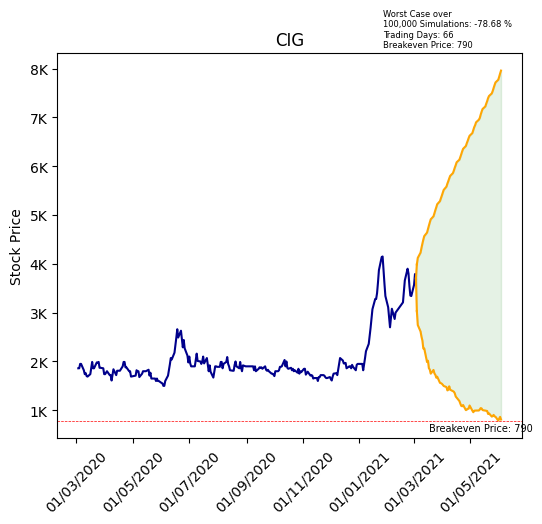 Worst Case over
100,000 Simulations: -78.68 %
Trading Days: 66
Breakeven Price: 790
CIG
Stock Price
8K
7K
6K
5K
4K
3K
2K
1K
Breakeven Price: 790
01/03/2020
01/05/2020
01/07/2020
01/09/2020
01/11/2020
01/01/2021
01/03/2021
01/05/2021